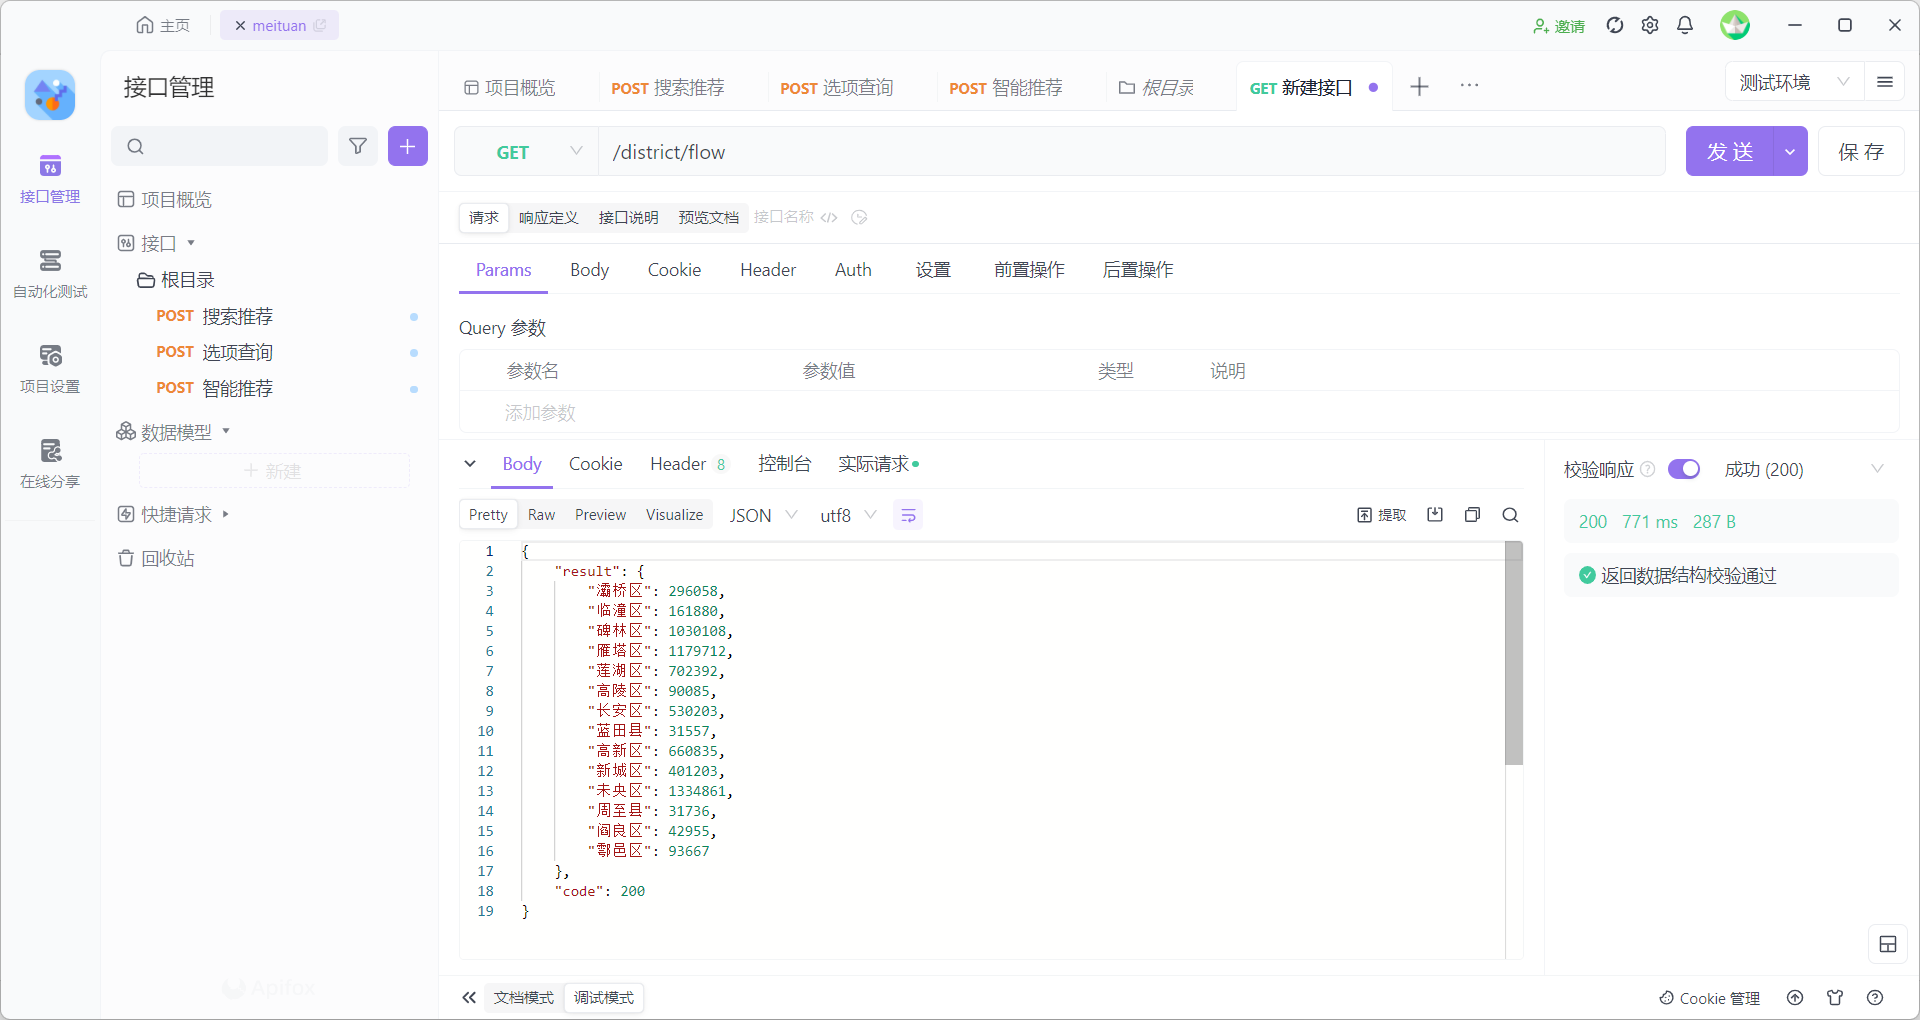 主页
meituan
邀请
接口管理
项目概览
POST 搜索推荐
POST 选项查询
POST 智能推荐
根目录
GET 新建接口
测试环境
GET
/district/flow
发 送
保 存
接口管理
自动化测试
项目设置
在线分享
项目概览
接口
根目录
POST 搜索推荐
POST 选项查询
POST 智能推荐
数据模型
新建
快捷请求
回收站
Apifox
请求 响应定义 接口说明 预览文档 接口名称
Params Body Cookie Header Auth 设置 前置操作 后置操作
Query 参数
参数名 参数值 类型 说明
添加参数
Body Cookie Header 8 控制台 实际请求
校验响应 成功 (200)
Pretty Raw Preview Visualize JSON utf8 提取
200 771 ms 287 B
返回数据结构校验通过
1 {
2 "result": {
3 "灞桥区": 296058,
4 "临潼区": 161880,
5 "碑林区": 1030108,
6 "雁塔区": 1179712,
7 "莲湖区": 702392,
8 "高陵区": 90085,
9 "长安区": 530203,
10 "蓝田县": 31557,
11 "高新区": 660835,
12 "新城区": 401203,
13 "未央区": 1334861,
14 "周至县": 31736,
15 "阎良区": 42955,
16 "鄠邑区": 93667
17 },
18 "code": 200
19 }
文档模式 调试模式
Cookie 管理